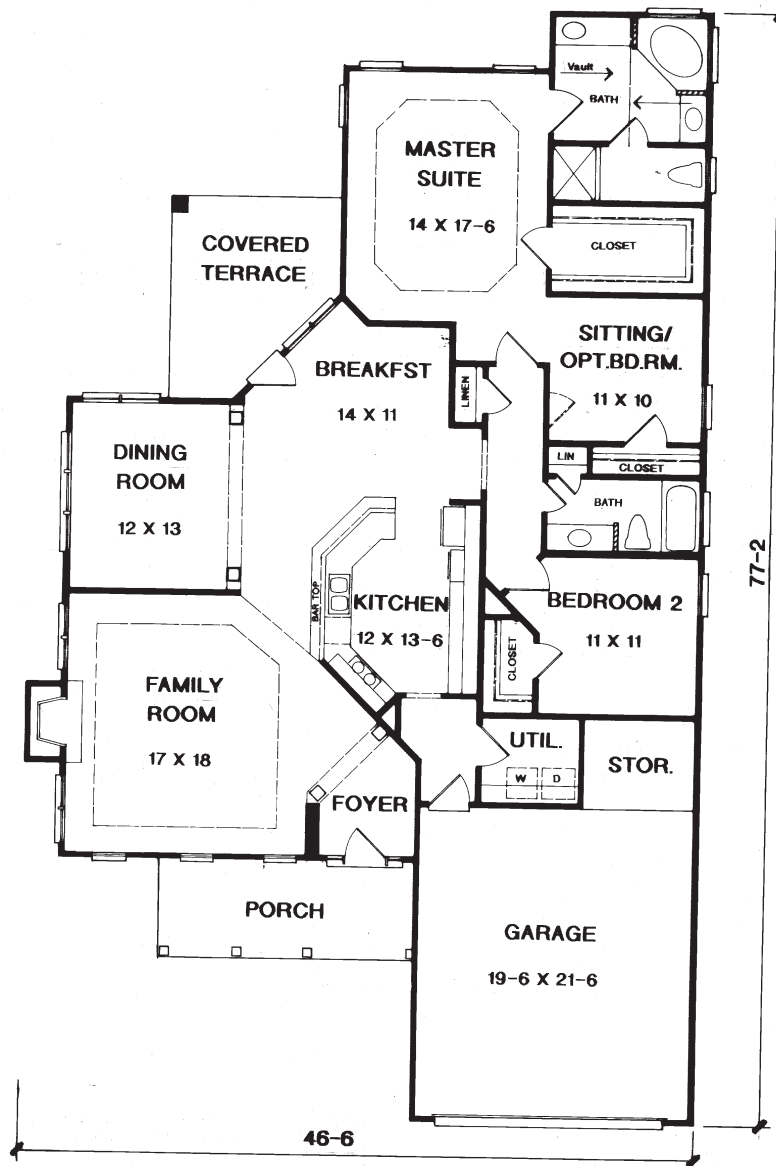 Vault
BATH
MASTER
SUITE
14 X 17-6
COVERED
TERRACE
CLOSET
SITTING/
OPT.BD.RM.
11 X 10
BREAKFST
14 X 11
LINEN
DINING
ROOM
12 X 13
LIN
CLOSET
BATH
77-2
BAR TOP
KITCHEN
12 X 13-6
BEDROOM 2
11 X 11
CLOSET
FAMILY
ROOM
17 X 18
UTIL.
W D
STOR.
FOYER
PORCH
GARAGE
19-6 X 21-6
46-6